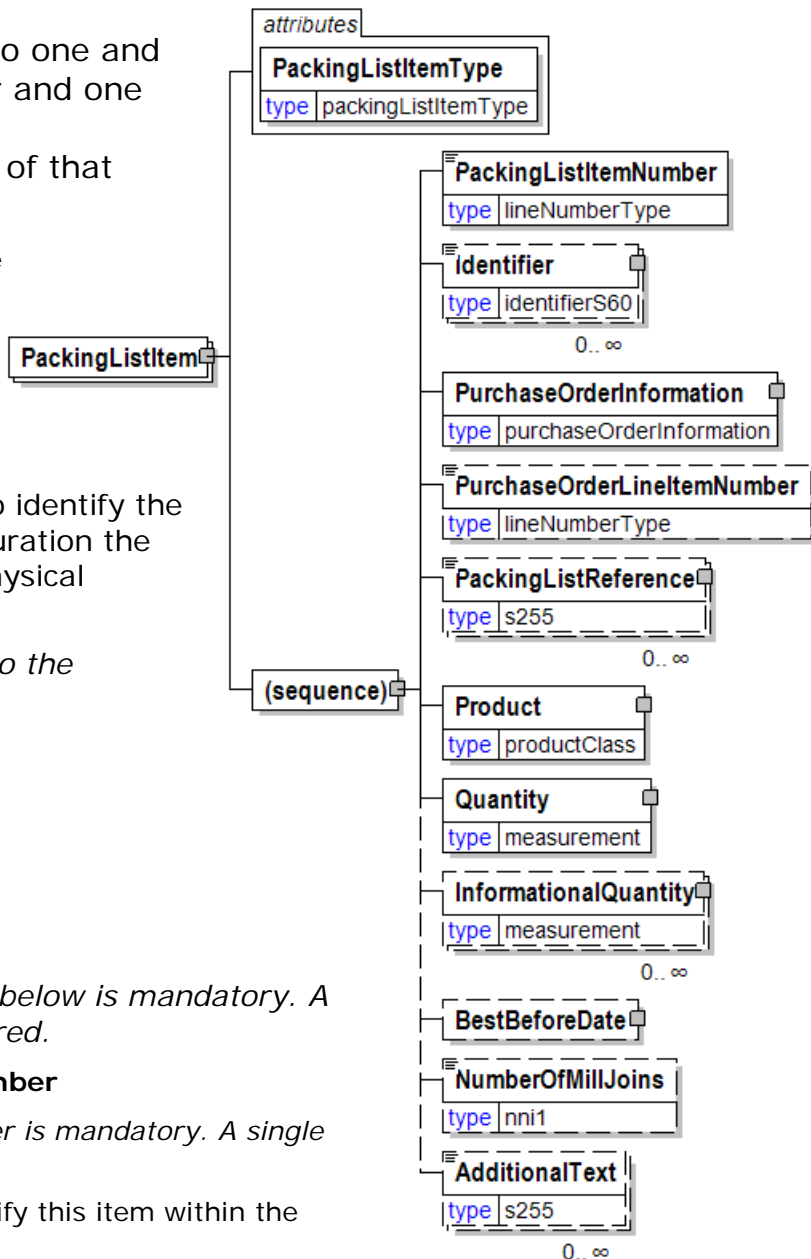 o one and
r and one
of that
e
o identify the
uration the
hysical
o the
below is mandatory. A
red.
nber
er is mandatory. A single
ify this item within the
PackingListItem
attributes
PackingListItemType
type packingListItemType
(sequence)
PackingListItemNumber
type lineNumberType
Identifier
type identifierS60
0.. ∞
PurchaseOrderInformation
type purchaseOrderInformation
PurchaseOrderLineItemNumber
type lineNumberType
PackingListReference
type s255
0.. ∞
Product
type productClass
Quantity
type measurement
InformationalQuantity
type measurement
0.. ∞
BestBeforeDate
NumberOfMillJoins
type nni1
AdditionalText
type s255
0.. ∞